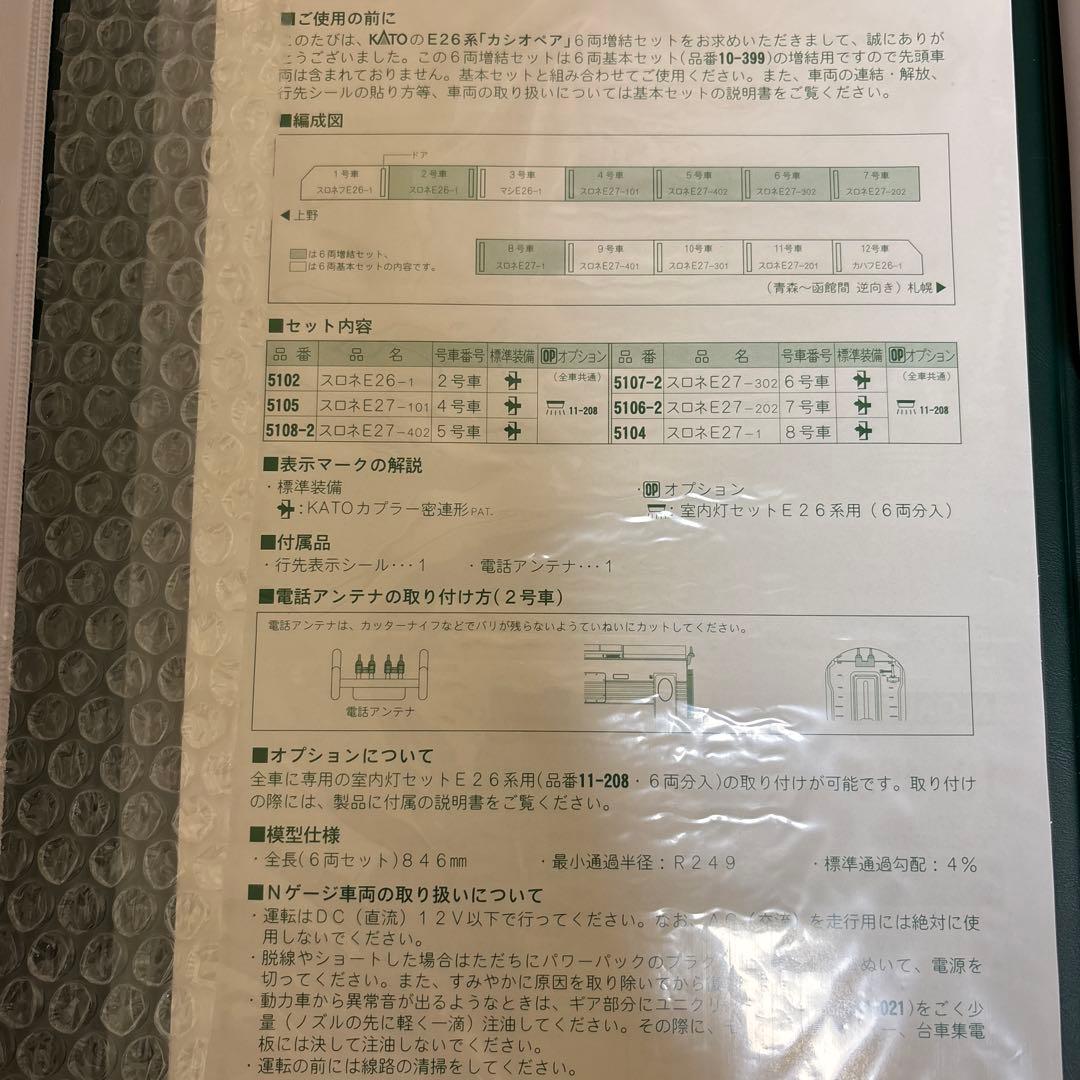 ■ご使用の前に
このたびは、KATOのE26系「カシオペア」6両増結セットをお求めいただきまして、誠にありが
とうございました。この6両増結セットは6両基本セット(品番10-399)の増結用ですので先頭車
両は含まれておりません。基本セットと組み合わせてご使用ください。また、車両の連結・解放、
行先シールの貼り方等、車両の取り扱いについては基本セットの説明書をご覧ください。
■編成図
ドア
1号車 2号車 3号車 4号車 5号車 6号車 7号車
スロネフE26-1 スロネE26-1 マシE26-1 スロネE27-101 スロネE27-402 スロネE27-302 スロネE27-202
◀上野
8号車 9号車 10号車 11号車 12号車
スロネE27-1 スロネE27-401 スロネE27-301 スロネE27-201 カハフE26-1
は6両増結セット、
は6両基本セットの内容です。
(青森〜函館間 逆向き) 札幌▶
■セット内容
品番 品名 号車番号 標準装備 OPオプション 品番 品名 号車番号 標準装備 OPオプション
5102 スロネE26-1 2号車 (全車共通) 5107-2 スロネE27-302 6号車 (全車共通)
5105 スロネE27-101 4号車 11-208 5106-2 スロネE27-202 7号車 11-208
5108-2 スロネE27-402 5号車 5104 スロネE27-1 8号車
■表示マークの解説
・標準装備 ・OPオプション
:KATOカプラー密連形PAT. :室内灯セットE26系用(6両分入)
■付属品
・行先表示シール･･･1 ・電話アンテナ･･･1
■電話アンテナの取り付け方(2号車)
電話アンテナは、カッターナイフなどでバリが残らないようていねいにカットしてください。
電話アンテナ
■オプションについて
全車に専用の室内灯セットE26系用(品番11-208・6両分入)の取り付けが可能です。取り付け
の際には、製品に付属の説明書をご覧ください。
■模型仕様
・全長(6両セット)846mm ・最小通過半径:R249 ・標準通過勾配:4%
■Nゲージ車両の取り扱いについて
・運転はDC(直流)12V以下で行ってください。なお、AC(交流)を走行用には絶対に使
用しないでください。
・脱線やショートした場合はただちにパワーパックのプラ ぬいて、電源を
切ってください。また、すみやかに原因を取り除いてから
・動力車から異常音が出るようなときは、ギア部分にユニクリ 021)をごく少
量(ノズルの先に軽く一滴)注油してください。その際に、 ー、台車集電
板には決して注油しないでください。
・運転の前には線路の清掃をしてください。